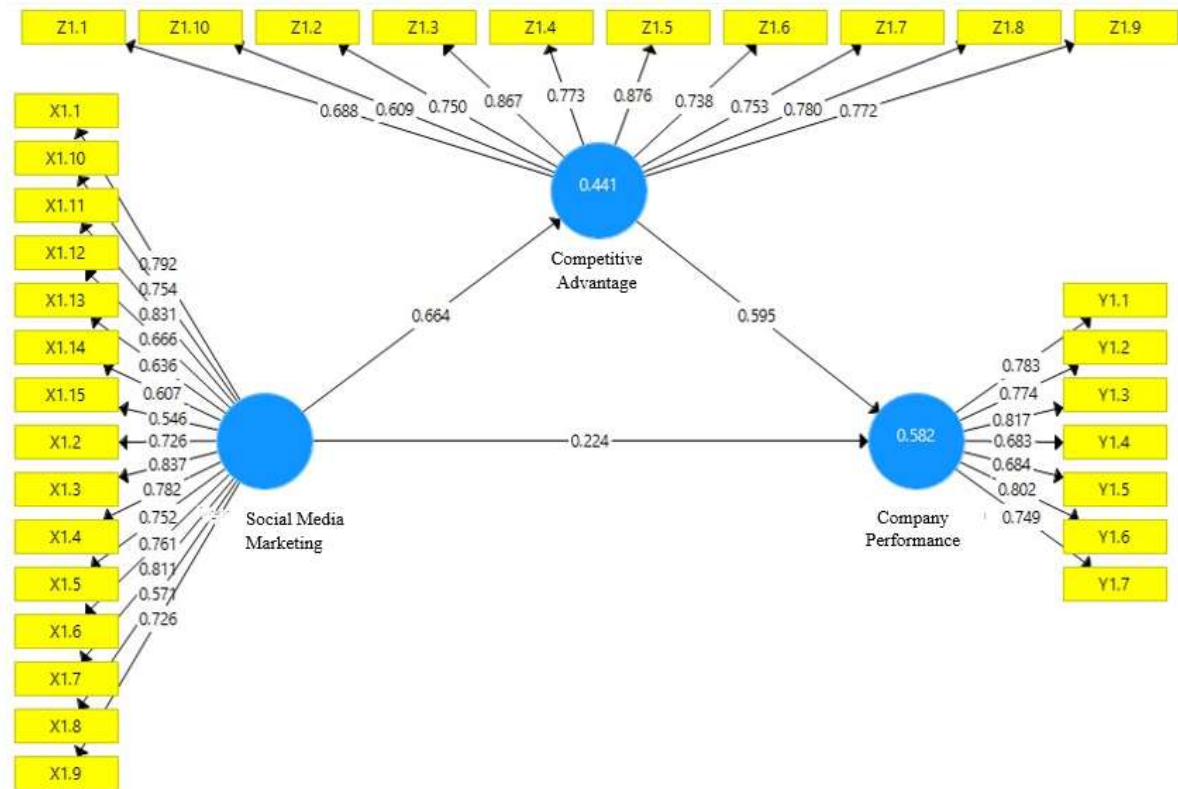 Z1.1 Z1.10 Z1.2 Z1.3 Z1.4 Z1.5 Z1.6 Z1.7 Z1.8 Z1.9
0.688 0.609 0.750 0.867 0.773 0.876 0.738 0.753 0.780 0.772
X1.1
X1.10
X1.11
X1.12
X1.13
X1.14
X1.15
X1.2
X1.3
X1.4
X1.5
X1.6
X1.7
X1.8
X1.9
0.792
0.754
0.831
0.666
0.636
0.607
0.546
0.726
0.837
0.782
0.752
0.761
0.811
0.571
0.726
0.441
Competitive
Advantage
0.664
0.595
0.224
Social Media
Marketing
0.582
Company
Performance
0.783
0.774
0.817
0.683
0.684
0.802
0.749
Y1.1
Y1.2
Y1.3
Y1.4
Y1.5
Y1.6
Y1.7